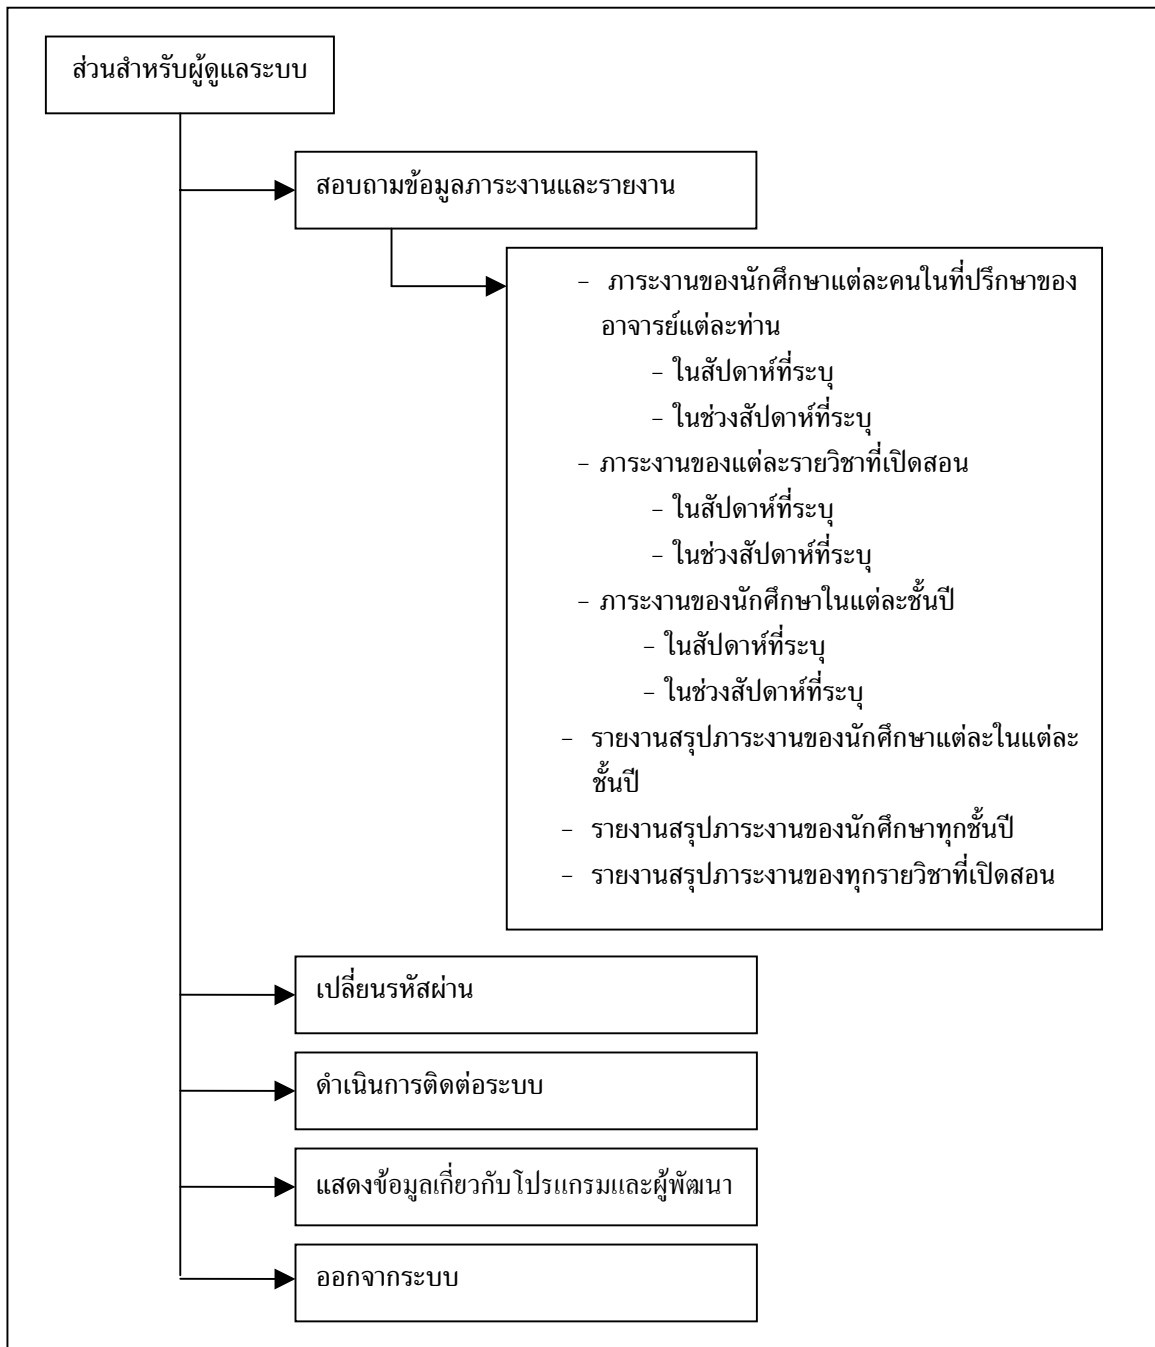 ส่วนสำหรับผู้ดูแลระบบ
สอบถามข้อมูลภาระงานและรายงาน
- ภาระงานของนักศึกษาแต่ละคนในที่ปรึกษาของ
อาจารย์แต่ละท่าน
- ในสัปดาห์ที่ระบุ
- ในช่วงสัปดาห์ที่ระบุ
- ภาระงานของแต่ละรายวิชาที่เปิดสอน
- ในสัปดาห์ที่ระบุ
- ในช่วงสัปดาห์ที่ระบุ
- ภาระงานของนักศึกษาในแต่ละชั้นปี
- ในสัปดาห์ที่ระบุ
- ในช่วงสัปดาห์ที่ระบุ
- รายงานสรุปภาระงานของนักศึกษาแต่ละในแต่ละ
ชั้นปี
- รายงานสรุปภาระงานของนักศึกษาทุกชั้นปี
- รายงานสรุปภาระงานของทุกรายวิชาที่เปิดสอน
เปลี่ยนรหัสผ่าน
ดำเนินการติดต่อระบบ
แสดงข้อมูลเกี่ยวกับโปรแกรมและผู้พัฒนา
ออกจากระบบ